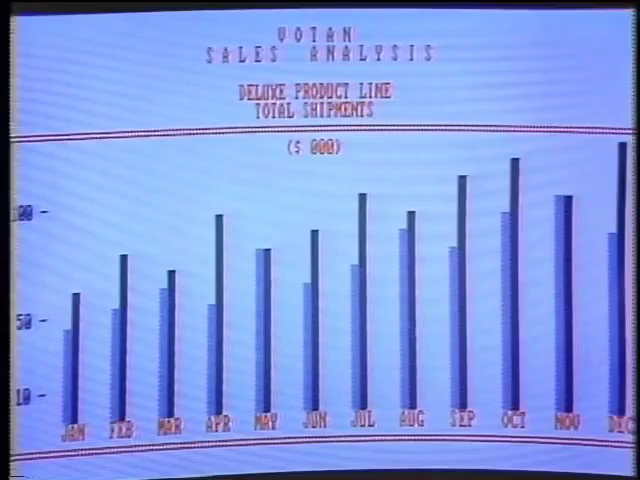 VOTAN
SALES ANALYSIS
DELUXE PRODUCT LINE
TOTAL SHIPMENTS
($ 000)
100
50
10
JAN FEB MAR APR MAY JUN JUL AUG SEP OCT NOV DEC